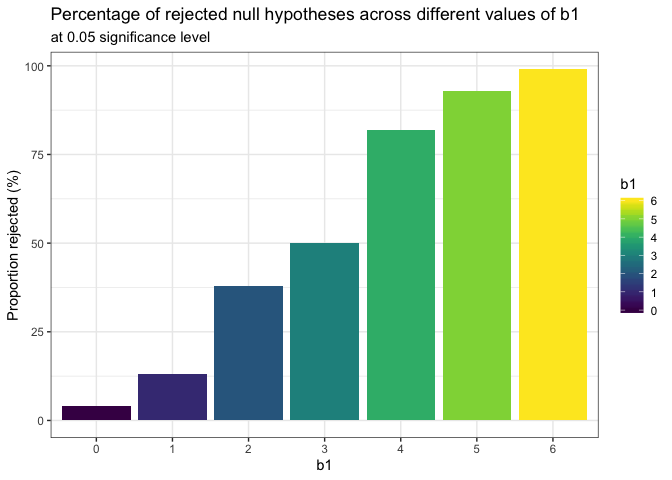 Percentage of rejected null hypotheses across different values of b1
at 0.05 significance level
Proportion rejected (%)
100
75
50
25
0
0 1 2 3 4 5 6
b1
b1
6
5
4
3
2
1
0